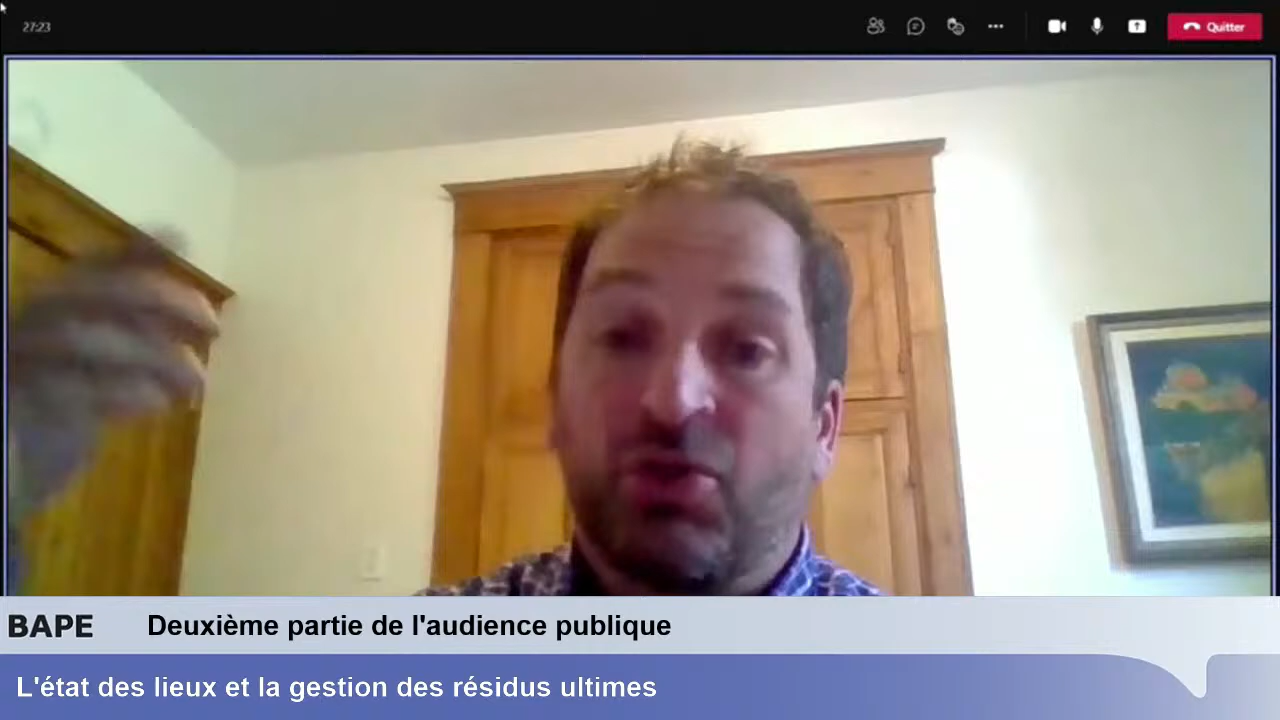 27:23
Quitter
BAPE Deuxième partie de l'audience publique
L'état des lieux et la gestion des résidus ultimes